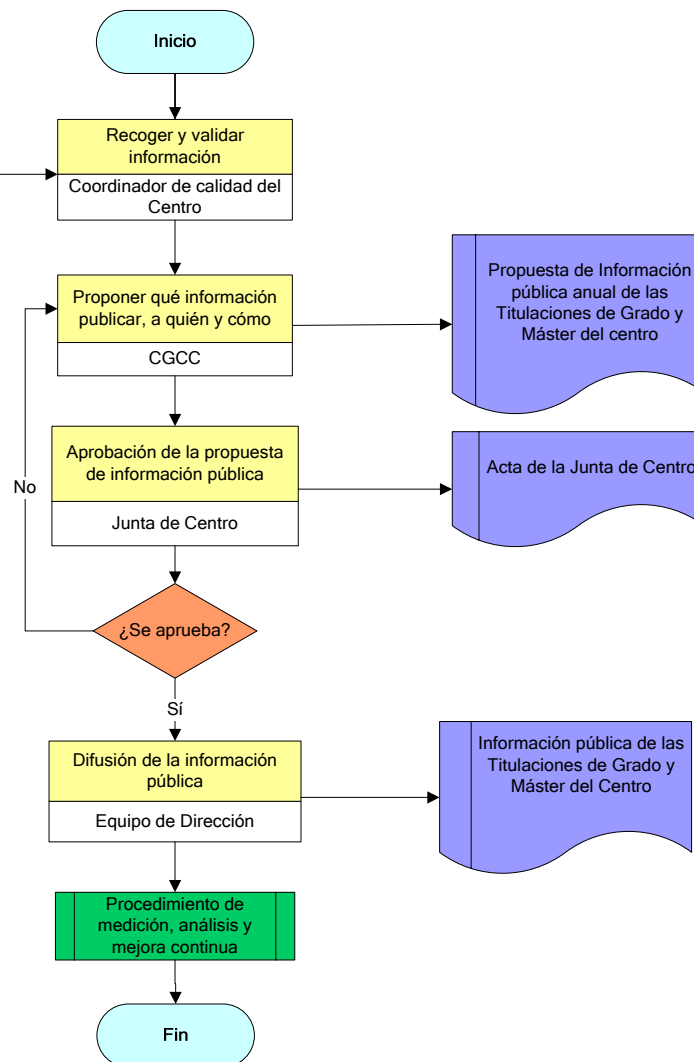 Inicio
Recoger y validar
información
Coordinador de calidad del
Centro
Proponer qué información
publicar, a quién y cómo
CGCC
Propuesta de Información
pública anual de las
Titulaciones de Grado y
Máster del centro
Aprobación de la propuesta
de información pública
Junta de Centro
Acta de la Junta de Centro
No
¿Se aprueba?
Sí
Difusión de la información
pública
Equipo de Dirección
Información pública de las
Titulaciones de Grado y
Máster del Centro
Procedimiento de
medición, análisis y
mejora continua
Fin